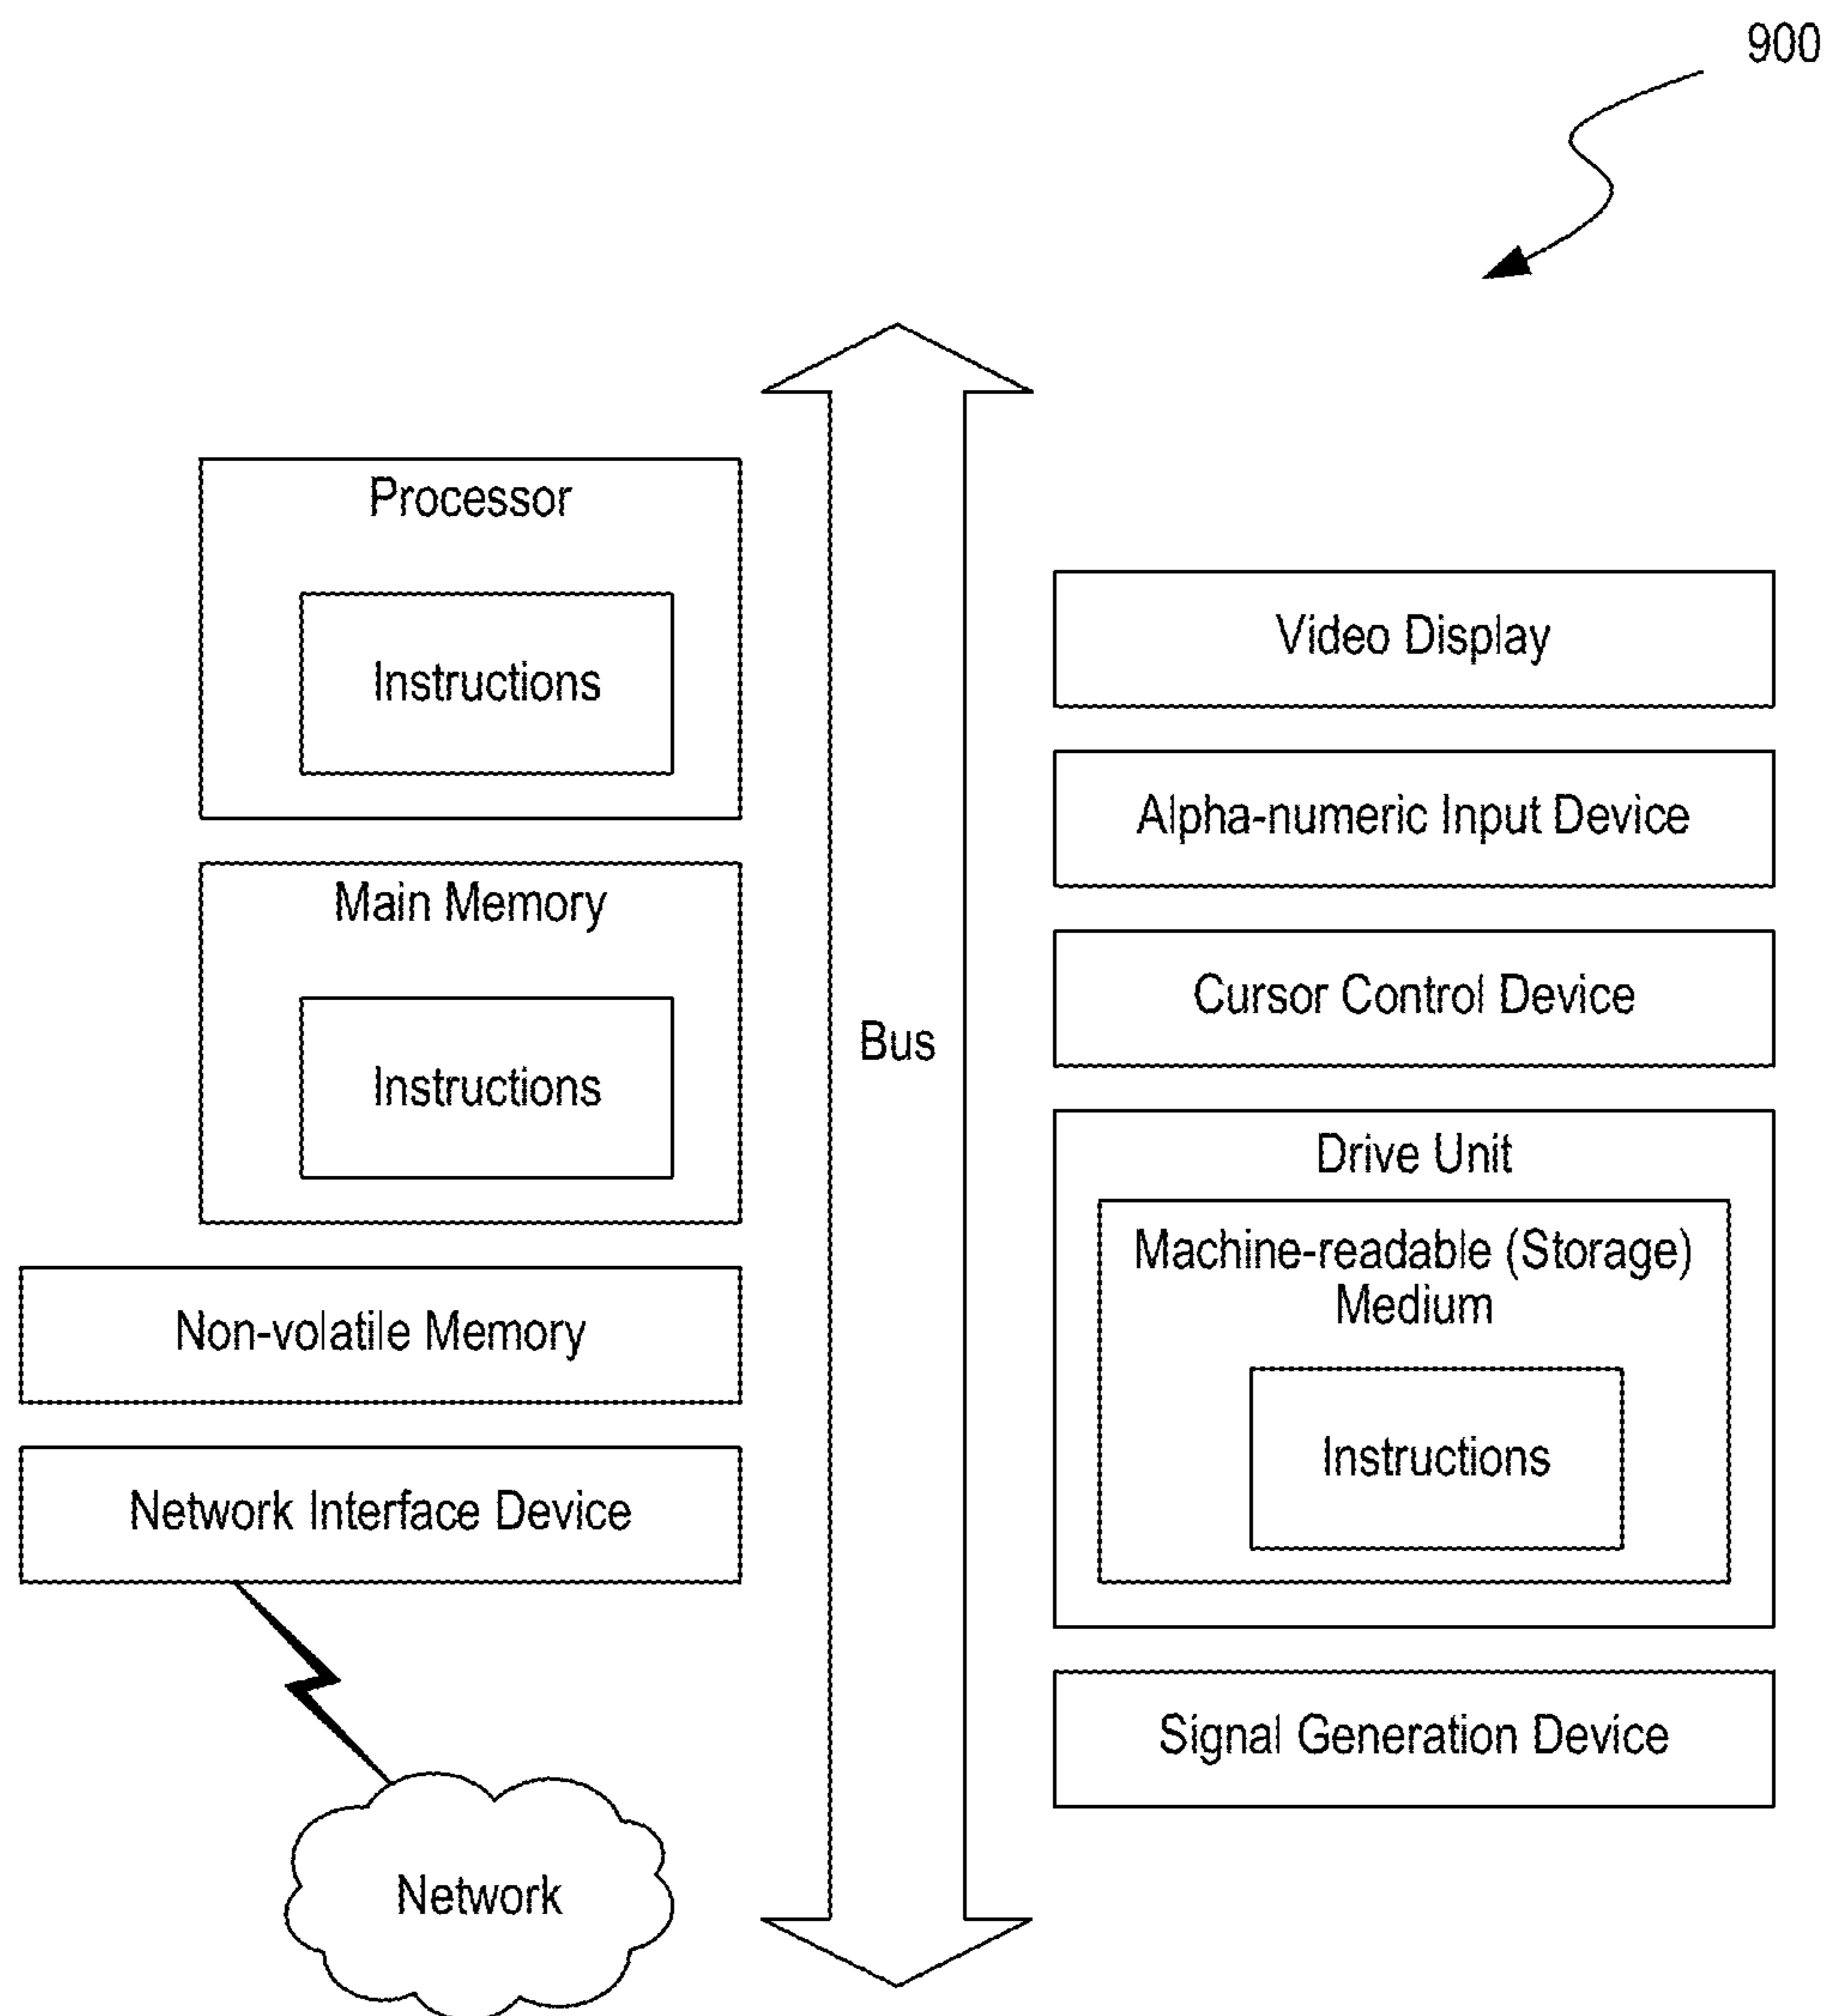 900
Processor
Instructions
Main Memory
Instructions
Non-volatile Memory
Network Interface Device
Network
Bus
Video Display
Alpha-numeric Input Device
Cursor Control Device
Drive Unit
Machine-readable (Storage)
Medium
Instructions
Signal Generation Device